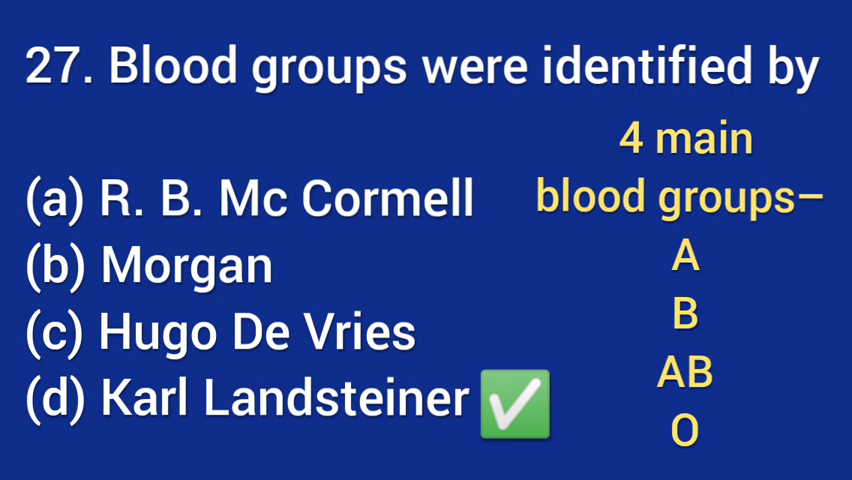 27. Blood groups were identified by
(a) R. B. Mc Cormell
(b) Morgan
(c) Hugo De Vries
(d) Karl Landsteiner ✅
4 main
blood groups–
A
B
AB
O